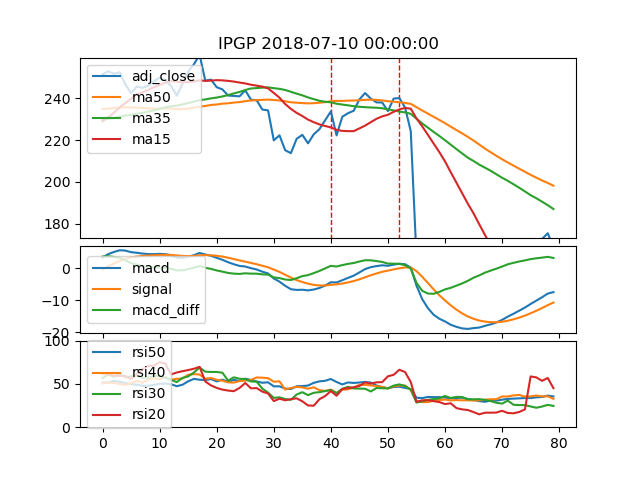 IPGP 2018-07-10 00:00:00
240
220
200
180
adj_close
ma50
ma35
ma15
0
−10
−20
macd
signal
macd_diff
100
50
0
rsi50
rsi40
rsi30
rsi20
0 10 20 30 40 50 60 70 80